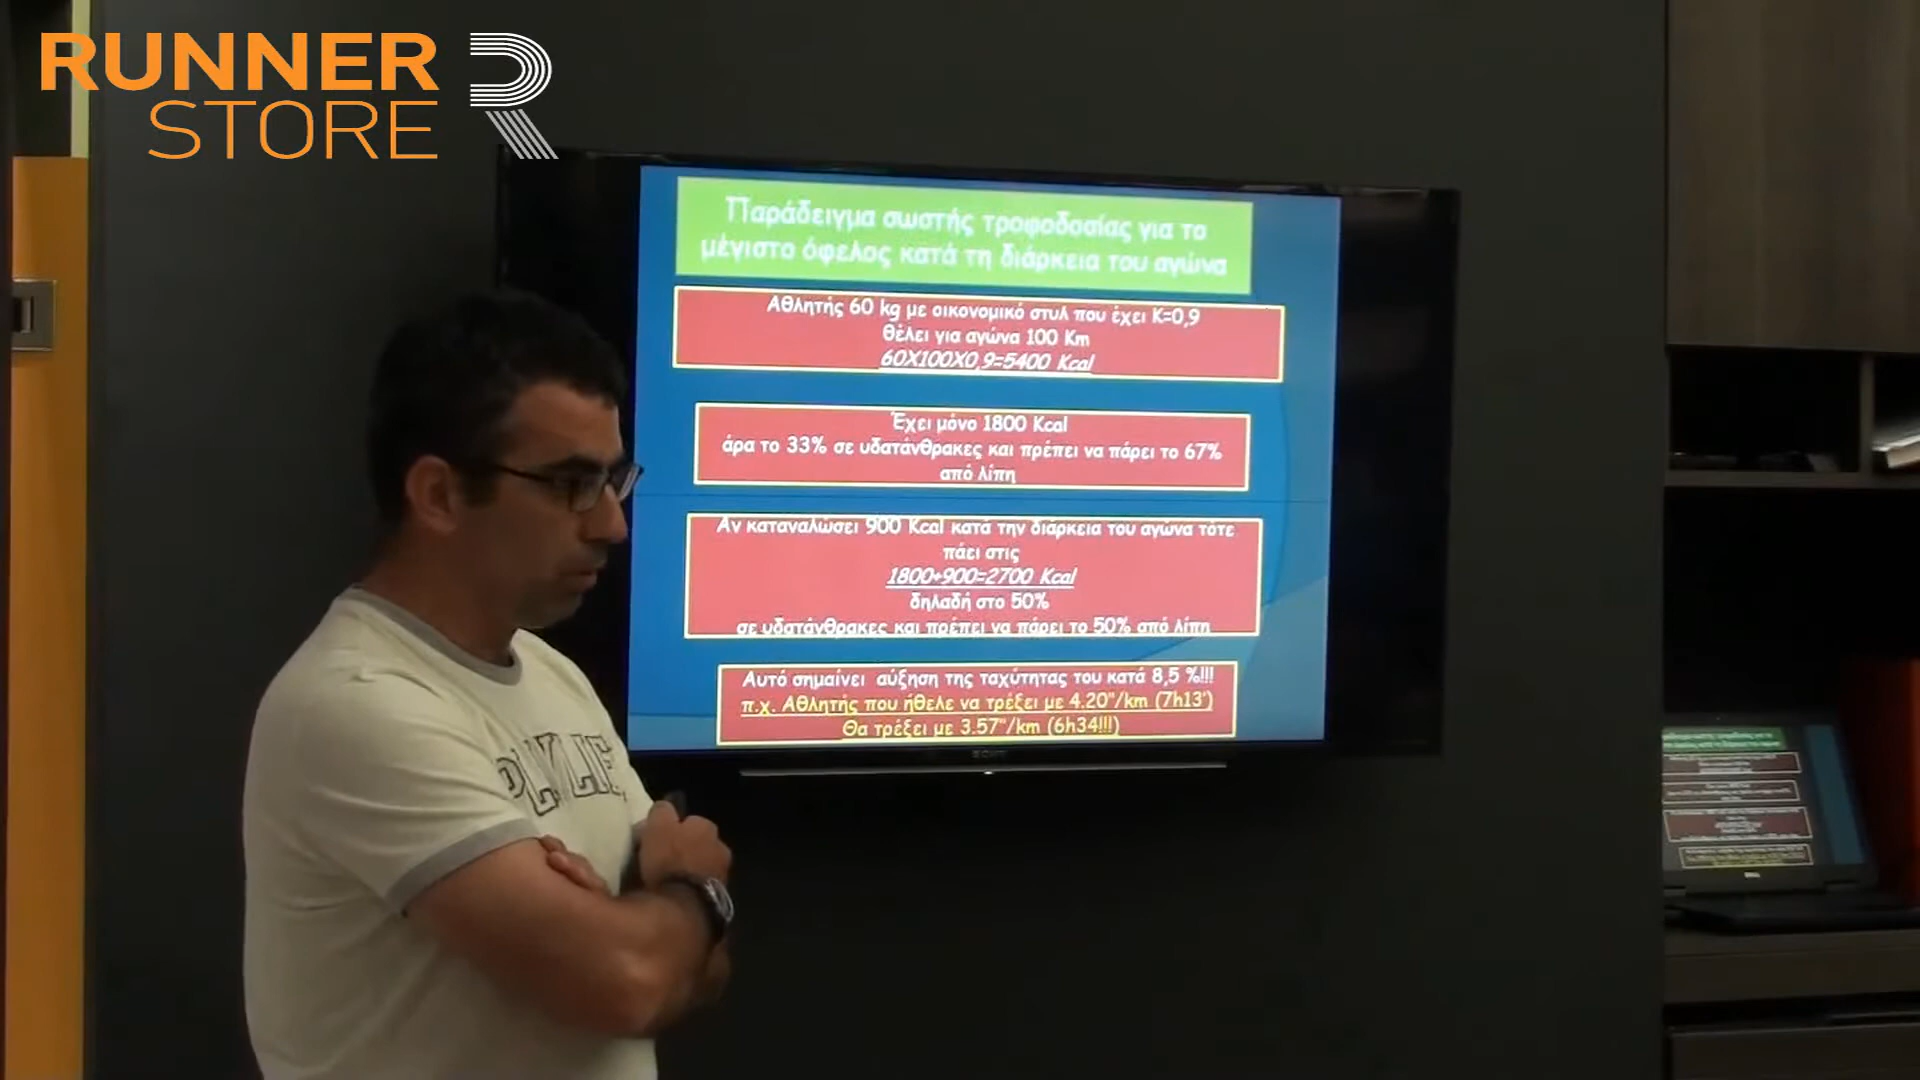 RUNNER
STORE
Παράδειγμα σωστής τροφοδοσίας για το
μέγιστο όφελος κατά τη διάρκεια του αγώνα
Αθλητής 60 kg με οικονομικό στυλ που έχει Κ=0,9
θέλει για αγώνα 100 Km
60Χ100Χ0,9=5400 Kcal
Έχει μόνο 1800 Kcal
άρα το 33% σε υδατάνθρακες και πρέπει να πάρει το 67%
από λίπη
Αν καταναλώσει 900 Kcal κατά την διάρκεια του αγώνα τότε
πάει στις
1800+900=2700 Kcal
δηλαδή στο 50%
σε υδατάνθρακες και πρέπει να πάρει το 50% από λίπη
Αυτό σημαίνει αύξηση της ταχύτητας του κατά 8,5 %!!!
π.χ. Αθλητής που ήθελε να τρέξει με 4.20"/km (7h13')
Θα τρέξει με 3.57"/km (6h34!!!)
SONY
DELL